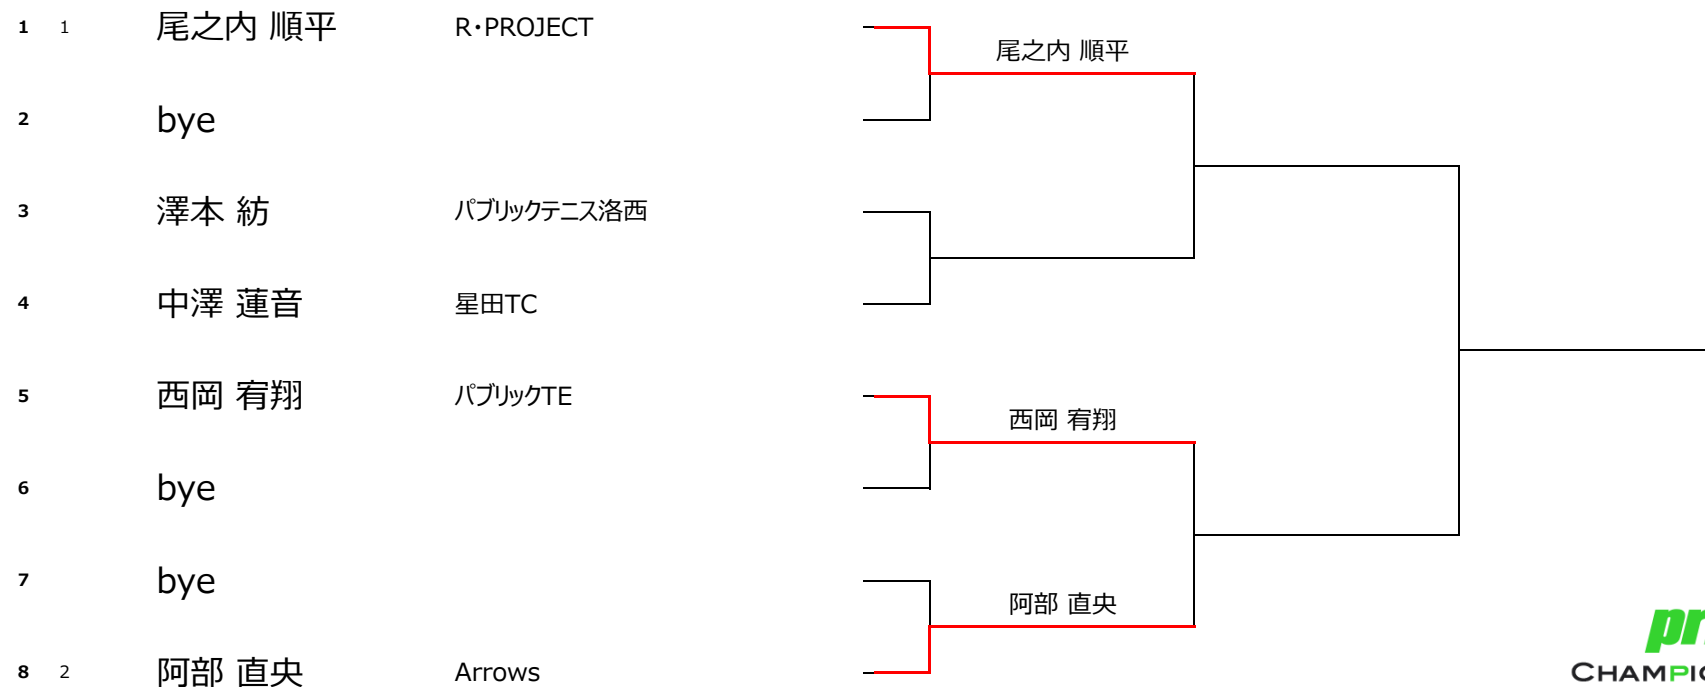 1 1 尾之内 順平 R・PROJECT
尾之内 順平
2 bye
3 澤本 紡 パブリックテニス洛西
4 中澤 蓮音 星田TC
5 西岡 宥翔 パブリックTE
西岡 宥翔
6 bye
7 bye
阿部 直央
8 2 阿部 直央 Arrows